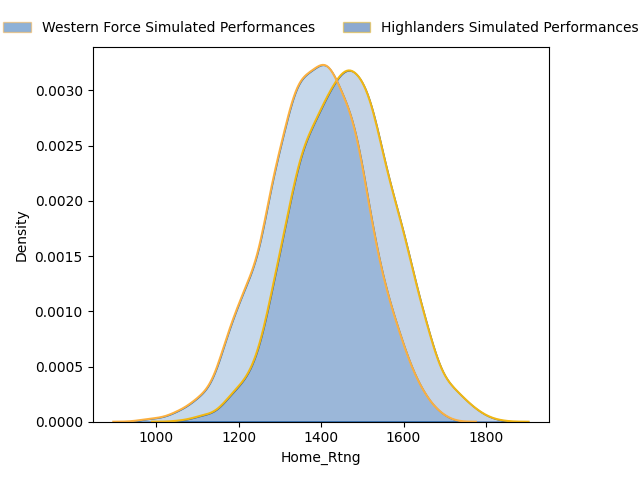 Western Force Simulated Performances
Highlanders Simulated Performances
0.0030
0.0025
0.0020
0.0015
0.0010
0.0005
0.0000
Density
1000 1200 1400 1600 1800
Home_Rtng